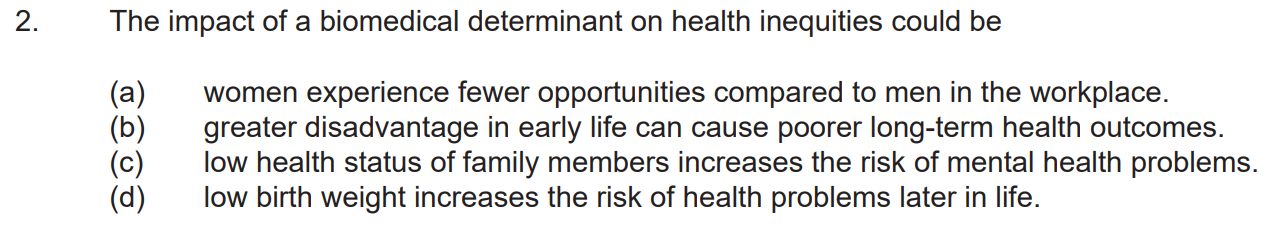 2. The impact of a biomedical determinant on health inequities could be
(a) women experience fewer opportunities compared to men in the workplace.
(b) greater disadvantage in early life can cause poorer long-term health outcomes.
(c) low health status of family members increases the risk of mental health problems.
(d) low birth weight increases the risk of health problems later in life.